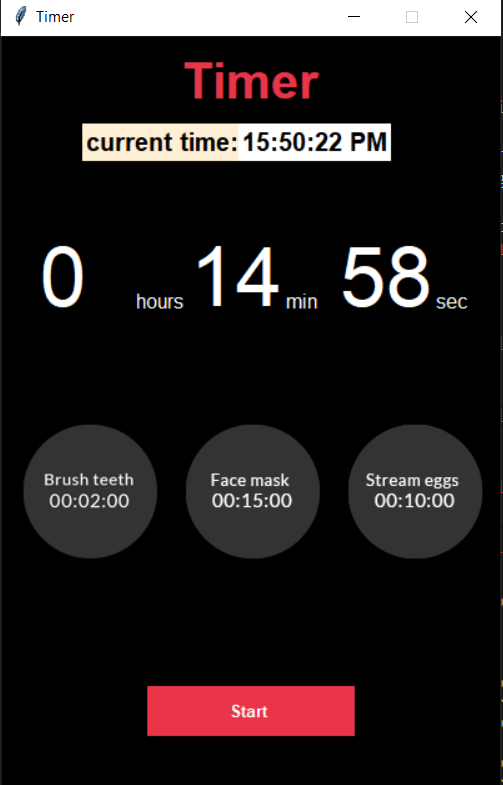 Timer
Timer
current time: 15:50:22 PM
0 hours 14 min 58 sec
Brush teeth Face mask Stream eggs
00:02:00 00:15:00 00:10:00
Start